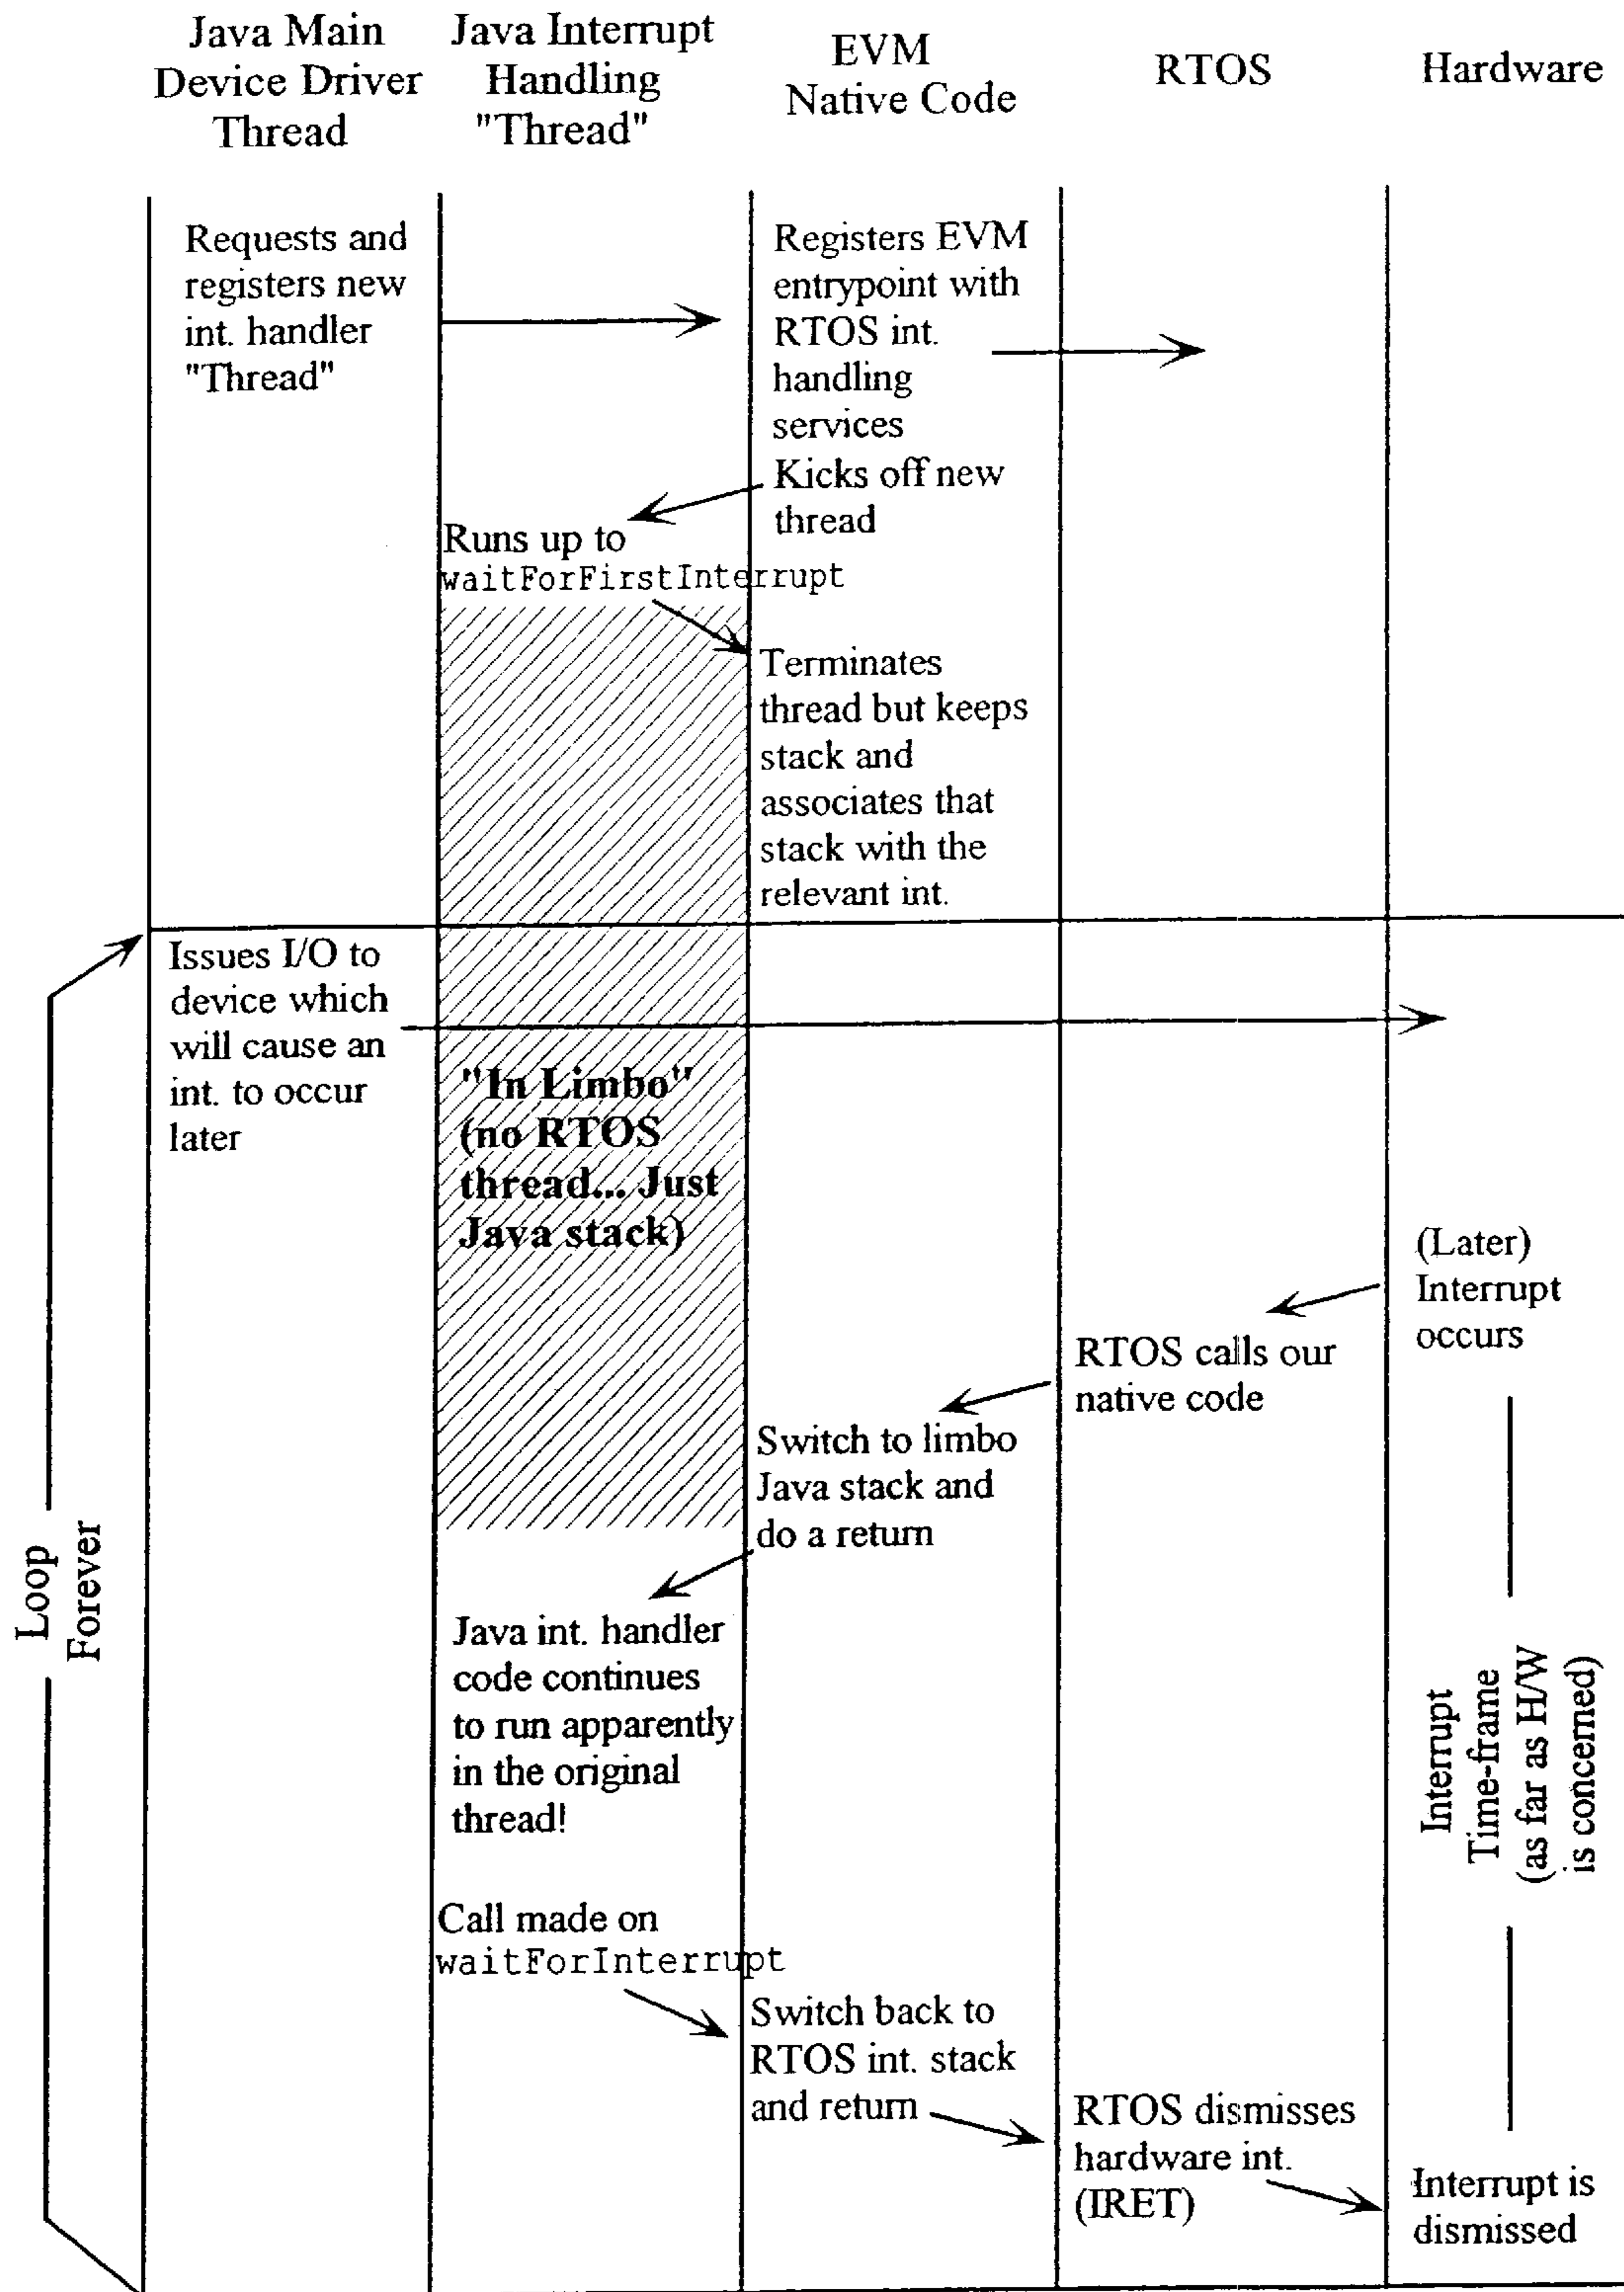 Java Main
Device Driver
Thread
Java Interrupt
Handling
"Thread"
EVM
Native Code
RTOS
Hardware
Requests and
registers new
int. handler
"Thread"
Registers EVM
entrypoint with
RTOS int.
handling
services
Kicks off new
thread
Runs up to
waitForFirstInterrupt
Terminates
thread but keeps
stack and
associates that
stack with the
relevant int.
Issues I/O to
device which
will cause an
int. to occur
later
"In Limbo"
(no RTOS
thread... Just
Java stack)
(Later)
Interrupt
occurs
RTOS calls our
native code
Switch to limbo
Java stack and
do a return
Loop
Forever
Java int. handler
code continues
to run apparently
in the original
thread!
Interrupt
Time-frame
(as far as H/W
is concerned)
Call made on
waitForInterrupt
Switch back to
RTOS int. stack
and return
RTOS dismisses
hardware int.
(IRET)
Interrupt is
dismissed